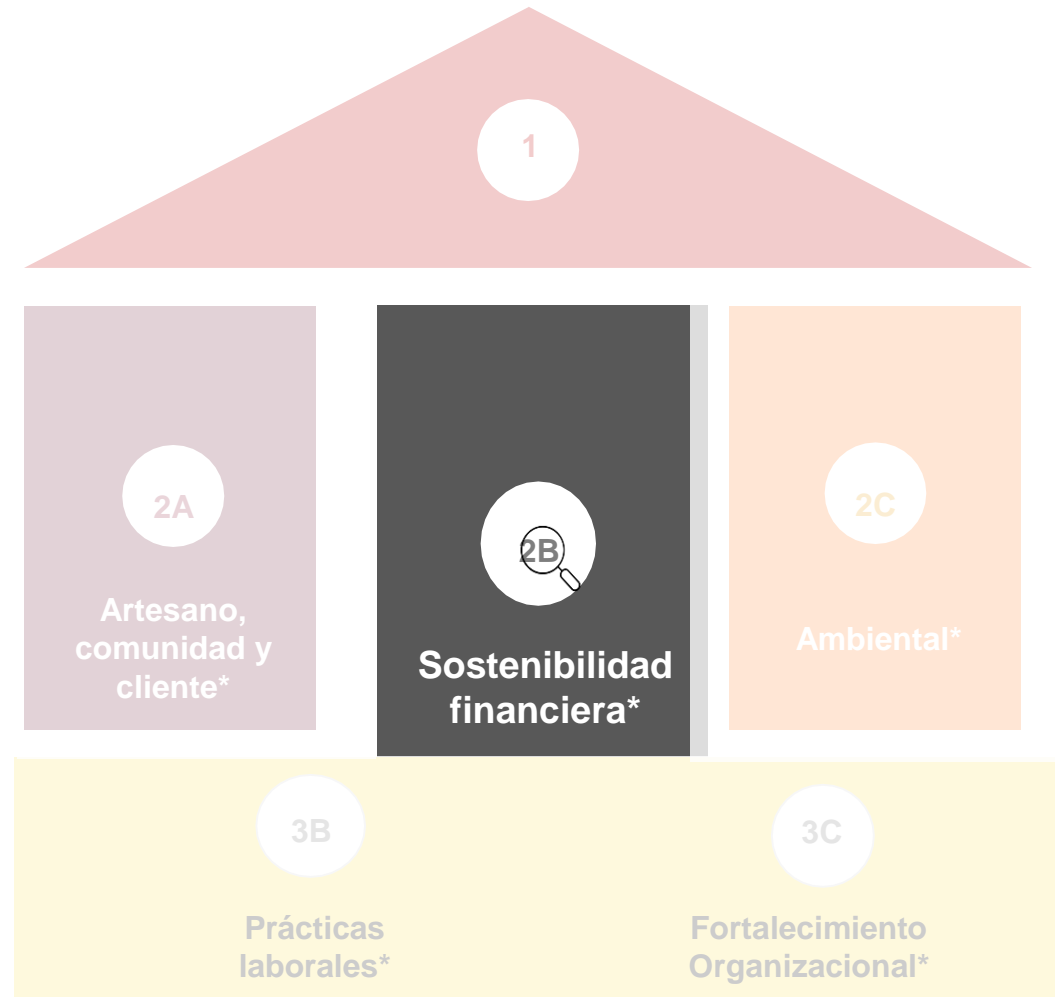 1
2A
Artesano,
comunidad y
cliente*
2B
Sostenibilidad
financiera*
2C
Ambiental*
3B
Prácticas
laborales*
3C
Fortalecimiento
Organizacional*